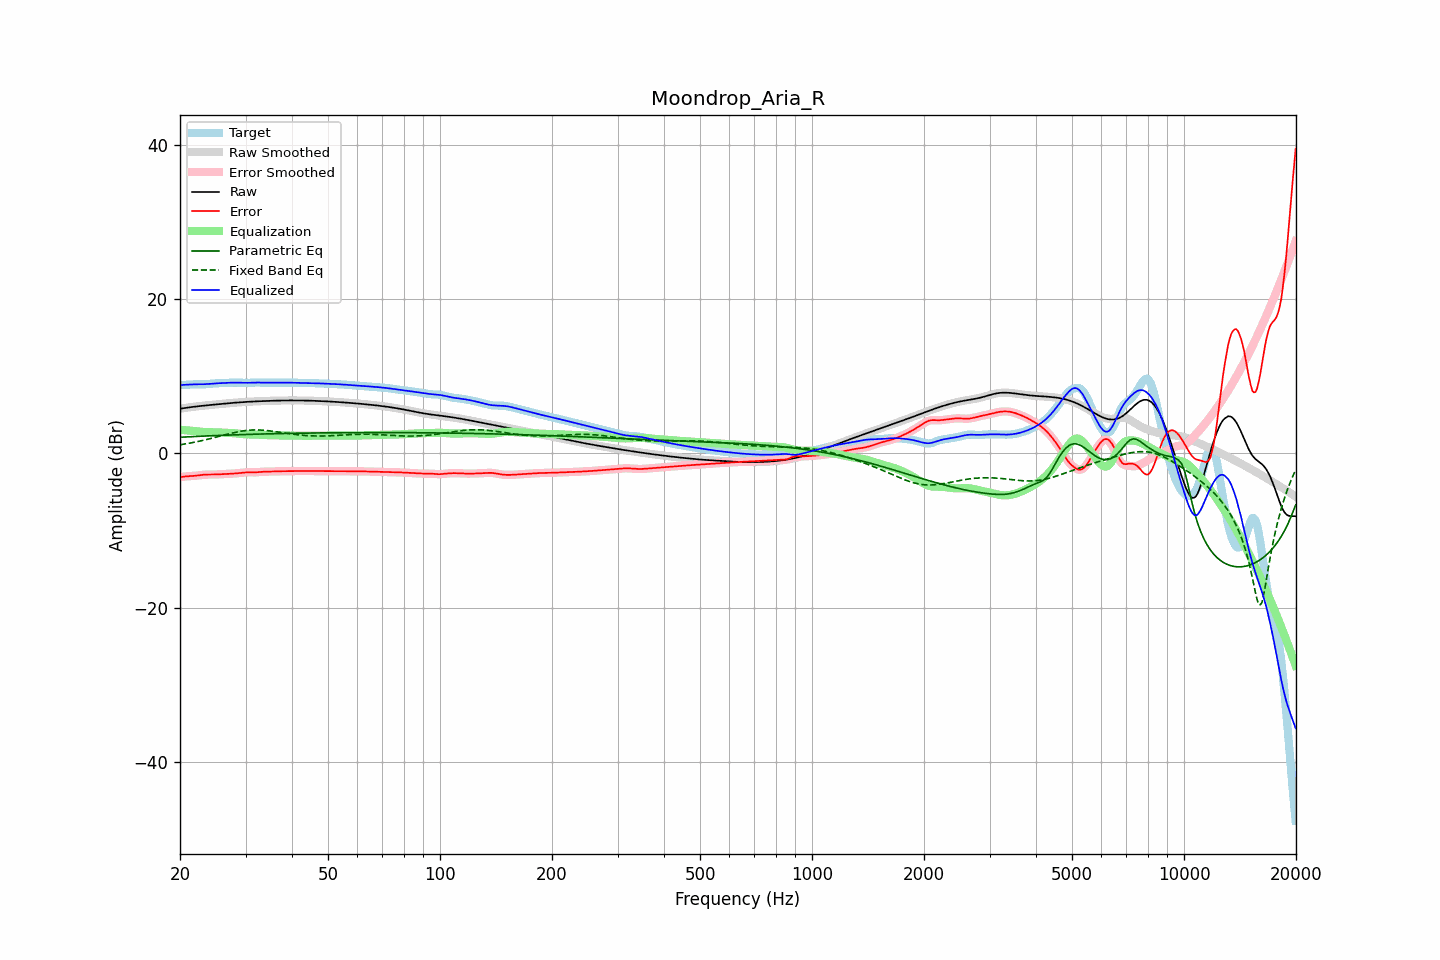 Moondrop_Aria_R
Target
Raw Smoothed
Error Smoothed
Raw
Error
Equalization
Parametric Eq
Fixed Band Eq
Equalized
40
20
0
−20
−40
Amplitude (dBr)
20 50 100 200 500 1000 2000 5000 10000 20000
Frequency (Hz)